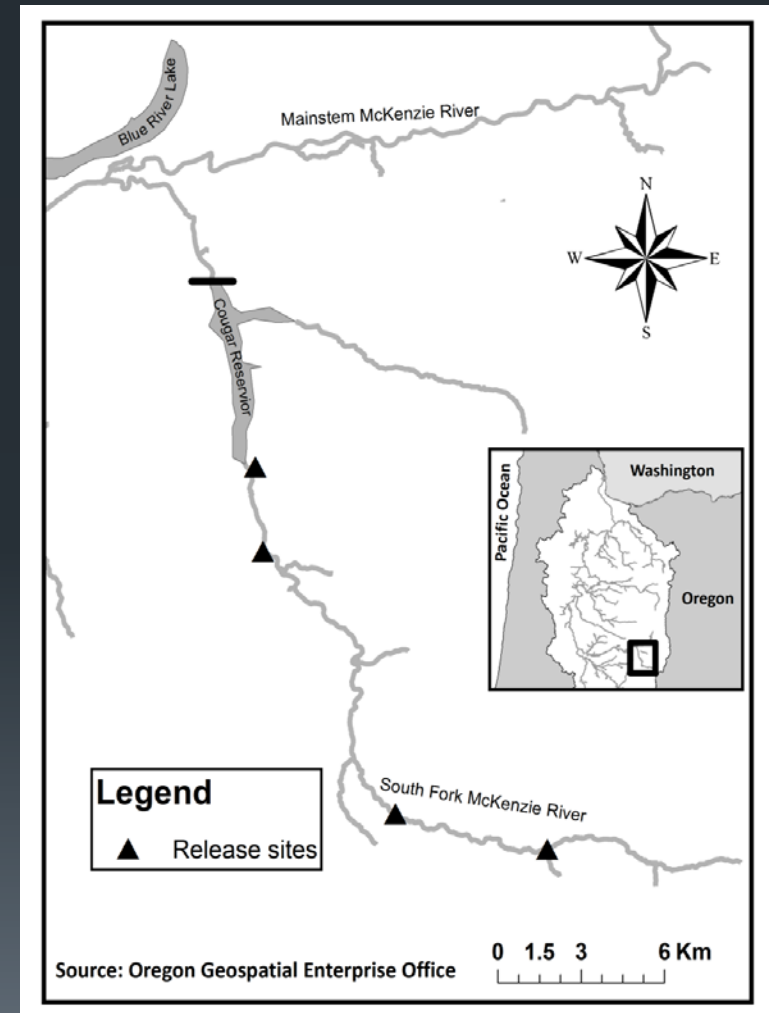 Blue River Lake
Mainstem McKenzie River
N
W
E
S
Cougar Reservior
Pacific Ocean
Washington
Oregon
Legend
Release sites
South Fork McKenzie River
0 1.5 3 6 Km
Source: Oregon Geospatial Enterprise Office